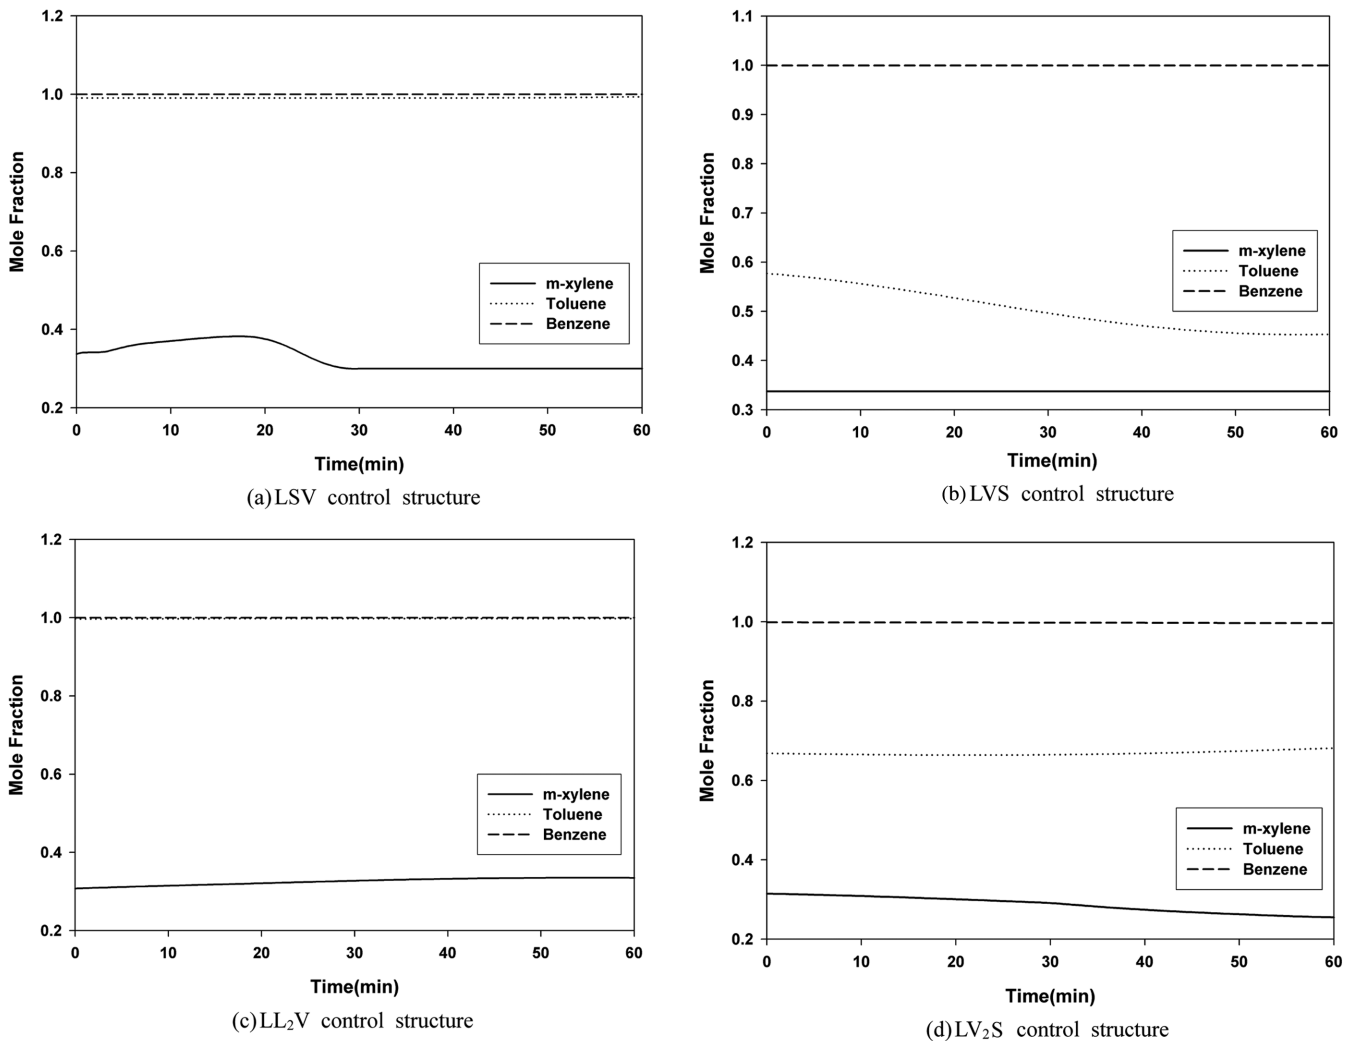 1.2
1.0
0.8
0.6
0.4
0.2
Mole Fraction
m-xylene
Toluene
Benzene
0 10 20 30 40 50 60
Time(min)
(a)LSV control structure
1.1
1.0
0.9
0.8
0.7
0.6
0.5
0.4
0.3
Mole Fraction
m-xylene
Toluene
Benzene
0 10 20 30 40 50 60
Time(min)
(b)LVS control structure
1.2
1.0
0.8
0.6
0.4
0.2
Mole Fraction
m-xylene
Toluene
Benzene
0 10 20 30 40 50 60
Time(min)
(c)LL₂V control structure
1.2
1.0
0.8
0.6
0.4
0.2
Mole Fraction
m-xylene
Toluene
Benzene
0 10 20 30 40 50 60
Time(min)
(d)LV₂S control structure